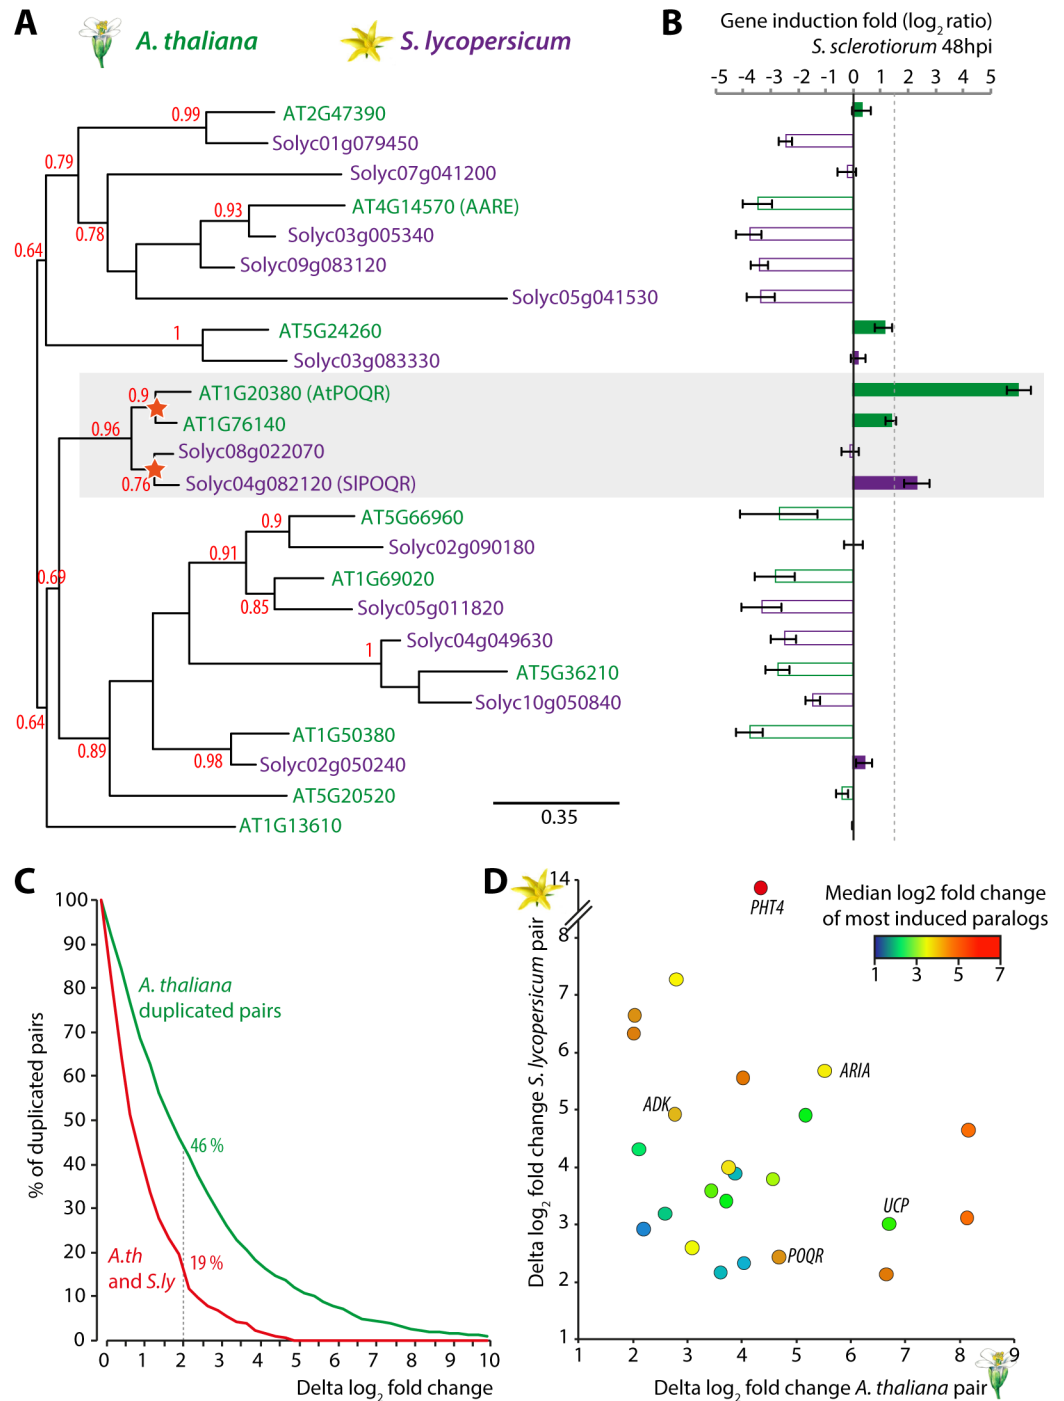 A
A. thaliana
S. lycopersicum
0.99
AT2G47390
Solyc01g079450
0.79
Solyc07g041200
0.93
AT4G14570 (AARE)
0.78
Solyc03g005340
0.64
Solyc09g083120
Solyc05g041530
1
AT5G24260
Solyc03g083330
0.9
AT1G20380 (AtPOQR)
0.96
AT1G76140
Solyc08g022070
0.76
Solyc04g082120 (SlPOQR)
0.9
AT5G66960
0.91
Solyc02g090180
0.69
AT1G69020
0.85
Solyc05g011820
1
Solyc04g049630
AT5G36210
Solyc10g050840
0.64
AT1G50380
0.89
0.98
Solyc02g050240
AT5G20520
0.35
AT1G13610
B
Gene induction fold (log2 ratio)
S. sclerotiorum 48hpi
-5 -4 -3 -2 -1 0 1 2 3 4 5
C
100
90
80
70
60
50
40
30
20
10
0
% of duplicated pairs
A. thaliana
duplicated pairs
46 %
19 %
A.th
and S.ly
0 1 2 3 4 5 6 7 8 9 10
Delta log2 fold change
D
14
8
7
6
5
4
3
2
1
Delta log2 fold change S. lycopersicum pair
Median log2 fold change
of most induced paralogs
1 3 5 7
PHT4
ARIA
ADK
UCP
POQR
1 2 3 4 5 6 7 8 9
Delta log2 fold change A. thaliana pair